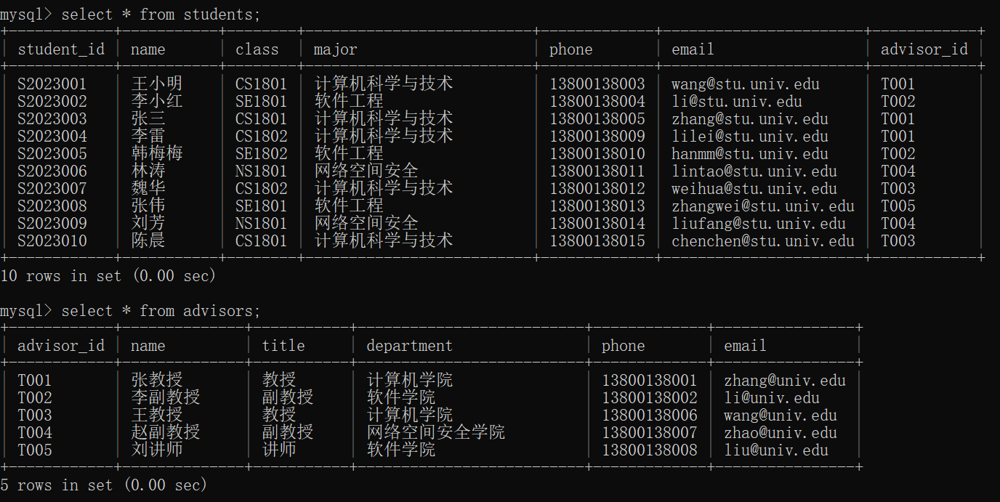 mysql> select * from students;
+------------+-----------+--------+--------------------------+-------------+-----------------------+------------+
| student_id | name | class | major | phone | email | advisor_id |
+------------+-----------+--------+--------------------------+-------------+-----------------------+------------+
| S2023001 | 王小明 | CS1801 | 计算机科学与技术 | 13800138003 | wang@stu.univ.edu | T001 |
| S2023002 | 李小红 | SE1801 | 软件工程 | 13800138004 | li@stu.univ.edu | T002 |
| S2023003 | 张三 | CS1801 | 计算机科学与技术 | 13800138005 | zhang@stu.univ.edu | T001 |
| S2023004 | 李雷 | CS1802 | 计算机科学与技术 | 13800138009 | lilei@stu.univ.edu | T001 |
| S2023005 | 韩梅梅 | SE1802 | 软件工程 | 13800138010 | hanmm@stu.univ.edu | T002 |
| S2023006 | 林涛 | NS1801 | 网络空间安全 | 13800138011 | lintao@stu.univ.edu | T004 |
| S2023007 | 魏华 | CS1802 | 计算机科学与技术 | 13800138012 | weihua@stu.univ.edu | T003 |
| S2023008 | 张伟 | SE1801 | 软件工程 | 13800138013 | zhangwei@stu.univ.edu | T005 |
| S2023009 | 刘芳 | NS1801 | 网络空间安全 | 13800138014 | liufang@stu.univ.edu | T004 |
| S2023010 | 陈晨 | CS1801 | 计算机科学与技术 | 13800138015 | chenchen@stu.univ.edu | T003 |
+------------+-----------+--------+--------------------------+-------------+-----------------------+------------+
10 rows in set (0.00 sec)
mysql> select * from advisors;
+------------+--------------+-----------+--------------------------+-------------+----------------+
| advisor_id | name | title | department | phone | email |
+------------+--------------+-----------+--------------------------+-------------+----------------+
| T001 | 张教授 | 教授 | 计算机学院 | 13800138001 | zhang@univ.edu |
| T002 | 李副教授 | 副教授 | 软件学院 | 13800138002 | li@univ.edu |
| T003 | 王教授 | 教授 | 计算机学院 | 13800138006 | wang@univ.edu |
| T004 | 赵副教授 | 副教授 | 网络空间安全学院 | 13800138007 | zhao@univ.edu |
| T005 | 刘讲师 | 讲师 | 软件学院 | 13800138008 | liu@univ.edu |
+------------+--------------+-----------+--------------------------+-------------+----------------+
5 rows in set (0.00 sec)